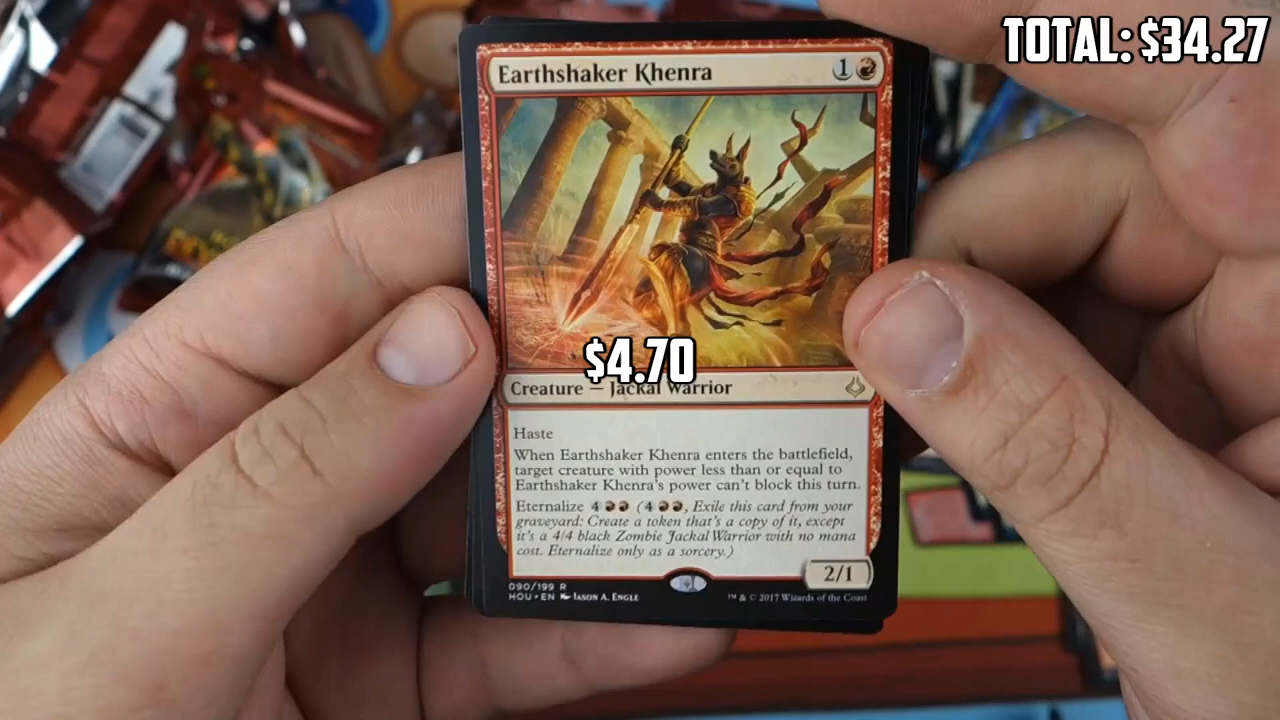 TOTAL: $34.27
Earthshaker Khenra 1
$4.70
Creature — Jackal Warrior
Haste
When Earthshaker Khenra enters the battlefield,
target creature with power less than or equal to
Earthshaker Khenra's power can't block this turn.
Eternalize 4 (4, Exile this card from your
graveyard: Create a token that's a copy of it, except
it's a 4/4 black Zombie Jackal Warrior with no mana
cost. Eternalize only as a sorcery.)
2/1
090/199 R
HOU • EN Jason A. Engle
™ & © 2017 Wizards of the Coast